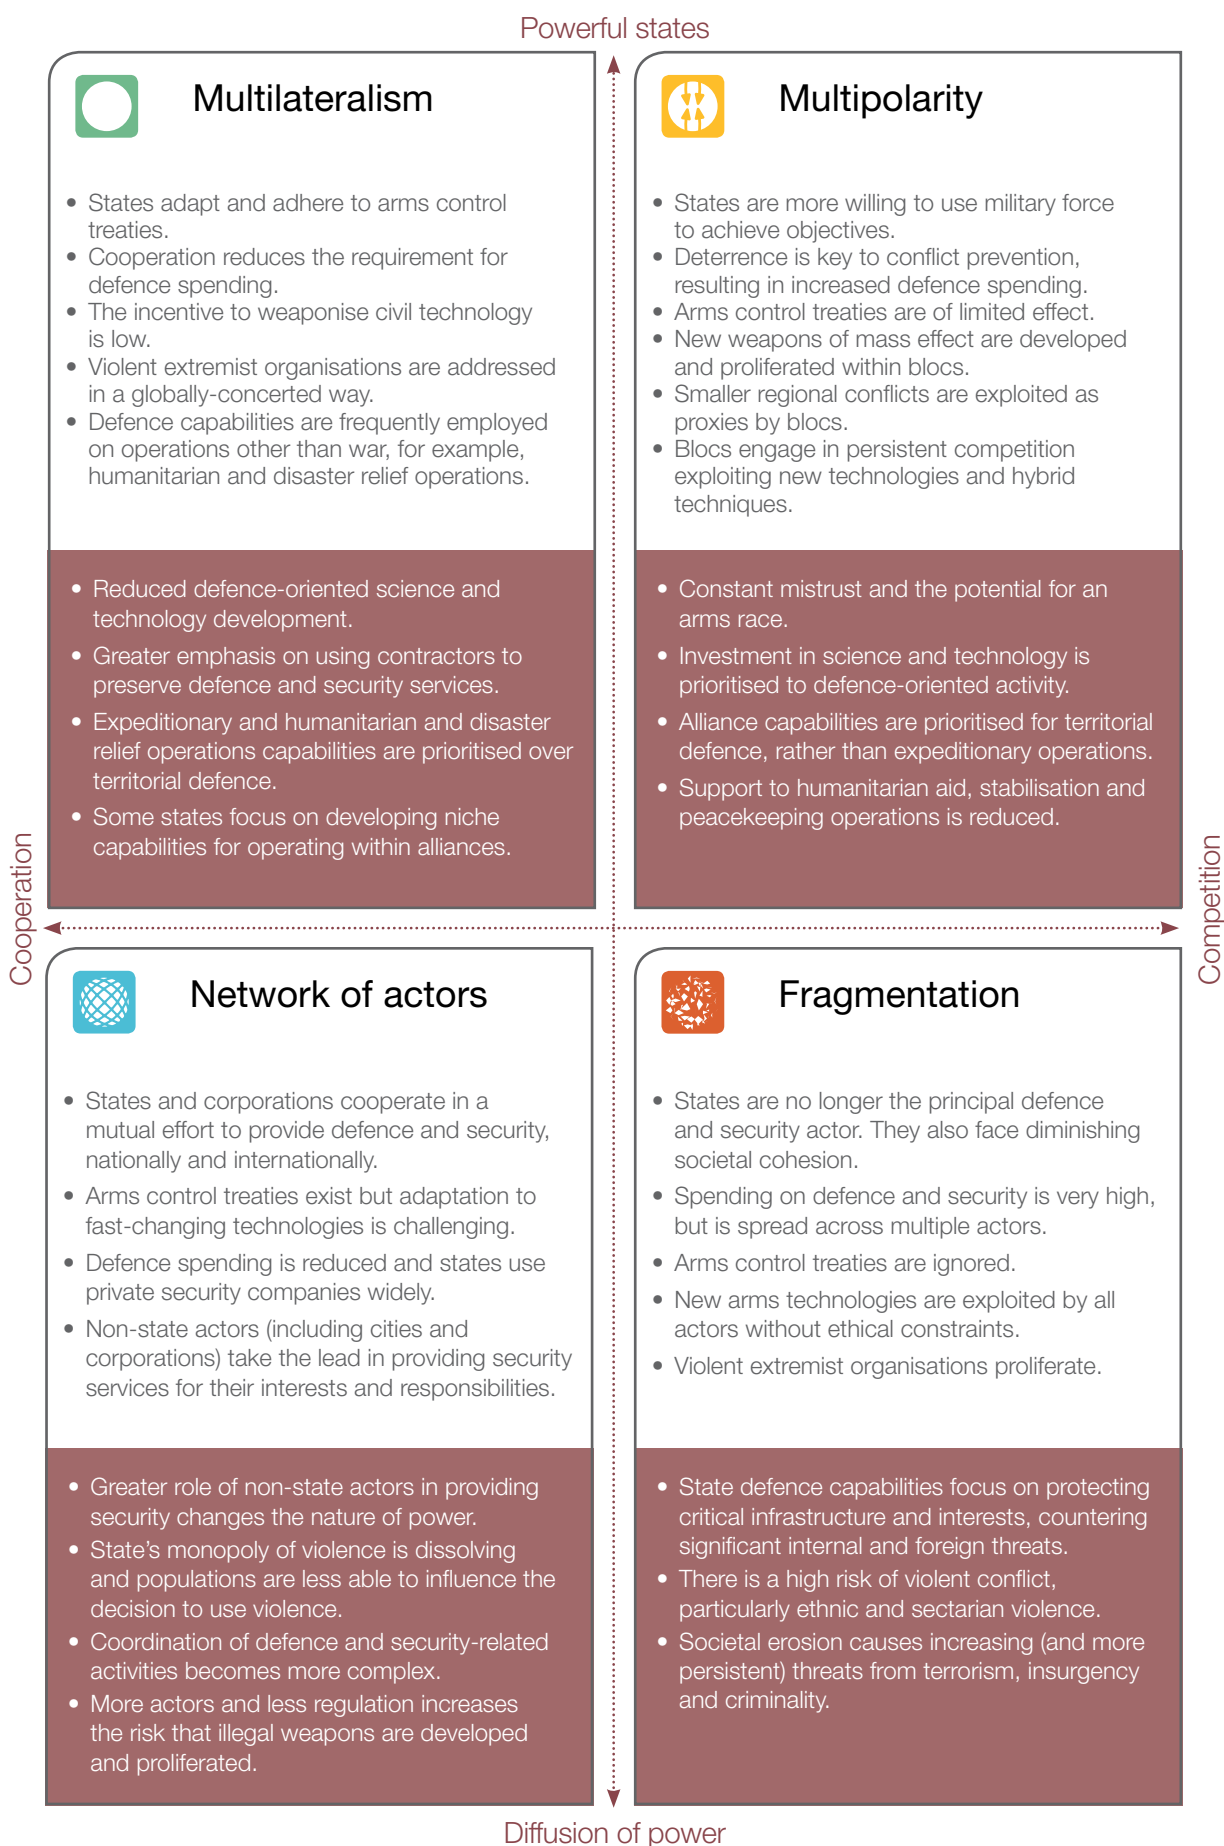 Powerful states
Multilateralism
• States adapt and adhere to arms control
treaties.
• Cooperation reduces the requirement for
defence spending.
• The incentive to weaponise civil technology
is low.
• Violent extremist organisations are addressed
in a globally-concerted way.
• Defence capabilities are frequently employed
on operations other than war, for example,
humanitarian and disaster relief operations.
• Reduced defence-oriented science and
technology development.
• Greater emphasis on using contractors to
preserve defence and security services.
• Expeditionary and humanitarian and disaster
relief operations capabilities are prioritised over
territorial defence.
• Some states focus on developing niche
capabilities for operating within alliances.
Multipolarity
• States are more willing to use military force
to achieve objectives.
• Deterrence is key to conflict prevention,
resulting in increased defence spending.
• Arms control treaties are of limited effect.
• New weapons of mass effect are developed
and proliferated within blocs.
• Smaller regional conflicts are exploited as
proxies by blocs.
• Blocs engage in persistent competition
exploiting new technologies and hybrid
techniques.
• Constant mistrust and the potential for an
arms race.
• Investment in science and technology is
prioritised to defence-oriented activity.
• Alliance capabilities are prioritised for territorial
defence, rather than expeditionary operations.
• Support to humanitarian aid, stabilisation and
peacekeeping operations is reduced.
Cooperation
Competition
Network of actors
• States and corporations cooperate in a
mutual effort to provide defence and security,
nationally and internationally.
• Arms control treaties exist but adaptation to
fast-changing technologies is challenging.
• Defence spending is reduced and states use
private security companies widely.
• Non-state actors (including cities and
corporations) take the lead in providing security
services for their interests and responsibilities.
• Greater role of non-state actors in providing
security changes the nature of power.
• State's monopoly of violence is dissolving
and populations are less able to influence the
decision to use violence.
• Coordination of defence and security-related
activities becomes more complex.
• More actors and less regulation increases
the risk that illegal weapons are developed
and proliferated.
Fragmentation
• States are no longer the principal defence
and security actor. They also face diminishing
societal cohesion.
• Spending on defence and security is very high,
but is spread across multiple actors.
• Arms control treaties are ignored.
• New arms technologies are exploited by all
actors without ethical constraints.
• Violent extremist organisations proliferate.
• State defence capabilities focus on protecting
critical infrastructure and interests, countering
significant internal and foreign threats.
• There is a high risk of violent conflict,
particularly ethnic and sectarian violence.
• Societal erosion causes increasing (and more
persistent) threats from terrorism, insurgency
and criminality.
Diffusion of power